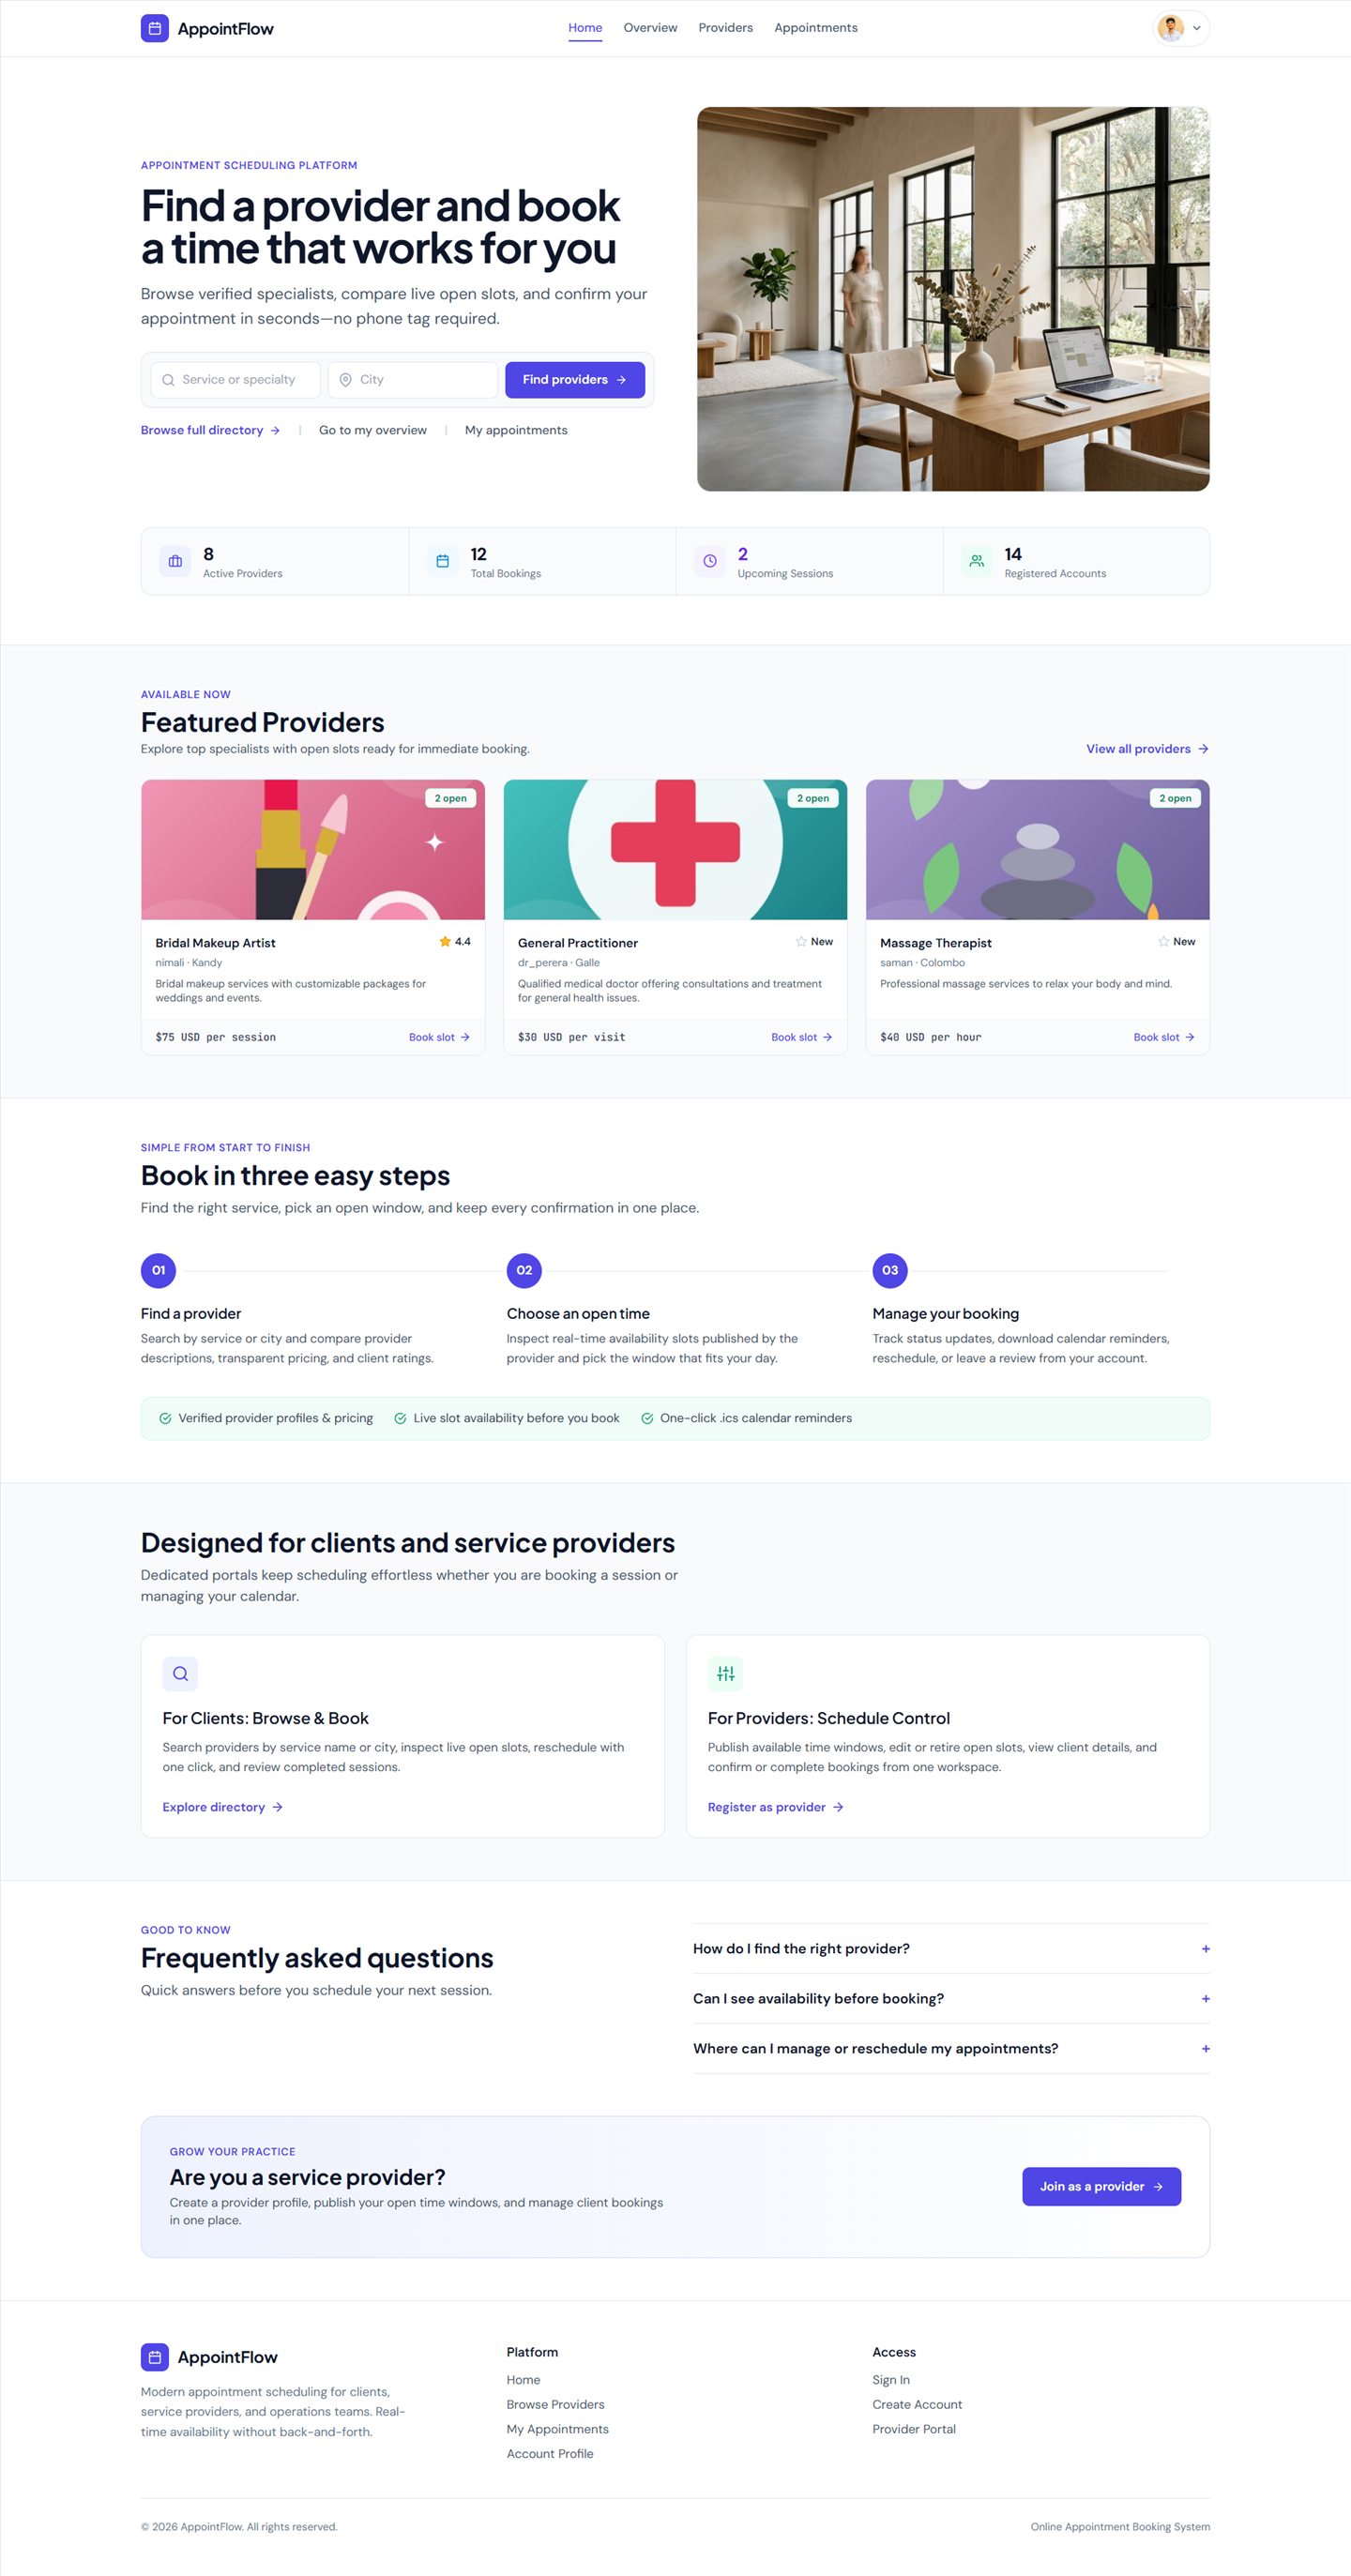 AppointFlow
Home
Overview
Providers
Appointments
APPOINTMENT SCHEDULING PLATFORM
Find a provider and book
a time that works for you
Browse verified specialists, compare live open slots, and confirm your
appointment in seconds—no phone tag required.
Service or specialty
City
Find providers
Browse full directory
Go to my overview
My appointments
8
Active Providers
12
Total Bookings
2
Upcoming Sessions
14
Registered Accounts
AVAILABLE NOW
Featured Providers
Explore top specialists with open slots ready for immediate booking.
View all providers
2 open
Bridal Makeup Artist
4.4
nimali · Kandy
Bridal makeup services with customizable packages for
weddings and events.
$75 USD per session
Book slot
2 open
General Practitioner
New
dr_perera · Galle
Qualified medical doctor offering consultations and treatment
for general health issues.
$30 USD per visit
Book slot
2 open
Massage Therapist
New
saman · Colombo
Professional massage services to relax your body and mind.
$40 USD per hour
Book slot
SIMPLE FROM START TO FINISH
Book in three easy steps
Find the right service, pick an open window, and keep every confirmation in one place.
01
Find a provider
Search by service or city and compare provider
descriptions, transparent pricing, and client ratings.
02
Choose an open time
Inspect real-time availability slots published by the
provider and pick the window that fits your day.
03
Manage your booking
Track status updates, download calendar reminders,
reschedule, or leave a review from your account.
Verified provider profiles & pricing
Live slot availability before you book
One-click .ics calendar reminders
Designed for clients and service providers
Dedicated portals keep scheduling effortless whether you are booking a session or
managing your calendar.
For Clients: Browse & Book
Search providers by service name or city, inspect live open slots, reschedule with
one click, and review completed sessions.
Explore directory
For Providers: Schedule Control
Publish available time windows, edit or retire open slots, view client details, and
confirm or complete bookings from one workspace.
Register as provider
GOOD TO KNOW
Frequently asked questions
Quick answers before you schedule your next session.
How do I find the right provider?
+
Can I see availability before booking?
+
Where can I manage or reschedule my appointments?
+
GROW YOUR PRACTICE
Are you a service provider?
Create a provider profile, publish your open time windows, and manage client bookings
in one place.
Join as a provider
AppointFlow
Modern appointment scheduling for clients,
service providers, and operations teams. Real-
time availability without back-and-forth.
Platform
Home
Browse Providers
My Appointments
Account Profile
Access
Sign In
Create Account
Provider Portal
© 2026 AppointFlow. All rights reserved.
Online Appointment Booking System